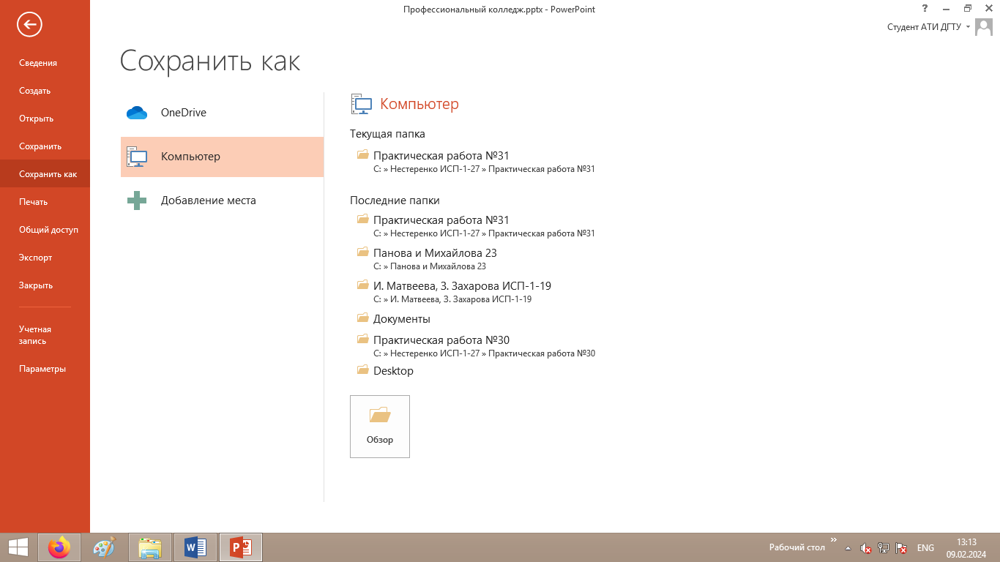 Профессиональный колледж.pptx - PowerPoint
?
Студент АТИ ДГТУ
Сведения
Создать
Открыть
Сохранить
Сохранить как
Печать
Общий доступ
Экспорт
Закрыть
Учетная
запись
Параметры
Сохранить как
OneDrive
Компьютер
Добавление места
Компьютер
Текущая папка
Практическая работа №31
C: » Нестеренко ИСП-1-27 » Практическая работа №31
Последние папки
Практическая работа №31
C: » Нестеренко ИСП-1-27 » Практическая работа №31
Панова и Михайлова 23
C: » Панова и Михайлова 23
И. Матвеева, З. Захарова ИСП-1-19
C: » И. Матвеева, З. Захарова ИСП-1-19
Документы
Практическая работа №30
C: » Нестеренко ИСП-1-27 » Практическая работа №30
Desktop
Обзор
Рабочий стол » ENG
13:13
09.02.2024